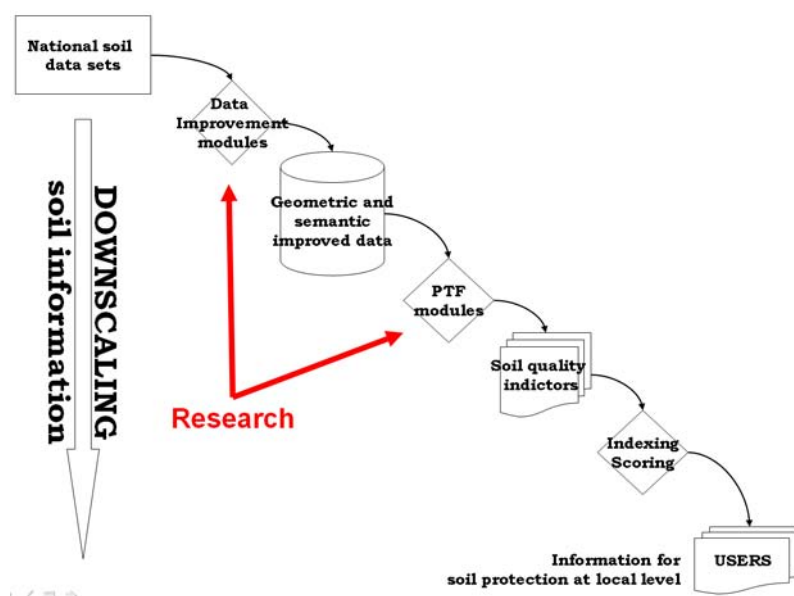 National soil
data sets
Data
Improvement
modules
Geometric and
semantic
improved data
PTF
modules
Soil quality
indictors
Indexing
Scoring
USERS
Information for
soil protection at local level
DOWNSCALING
soil information
Research